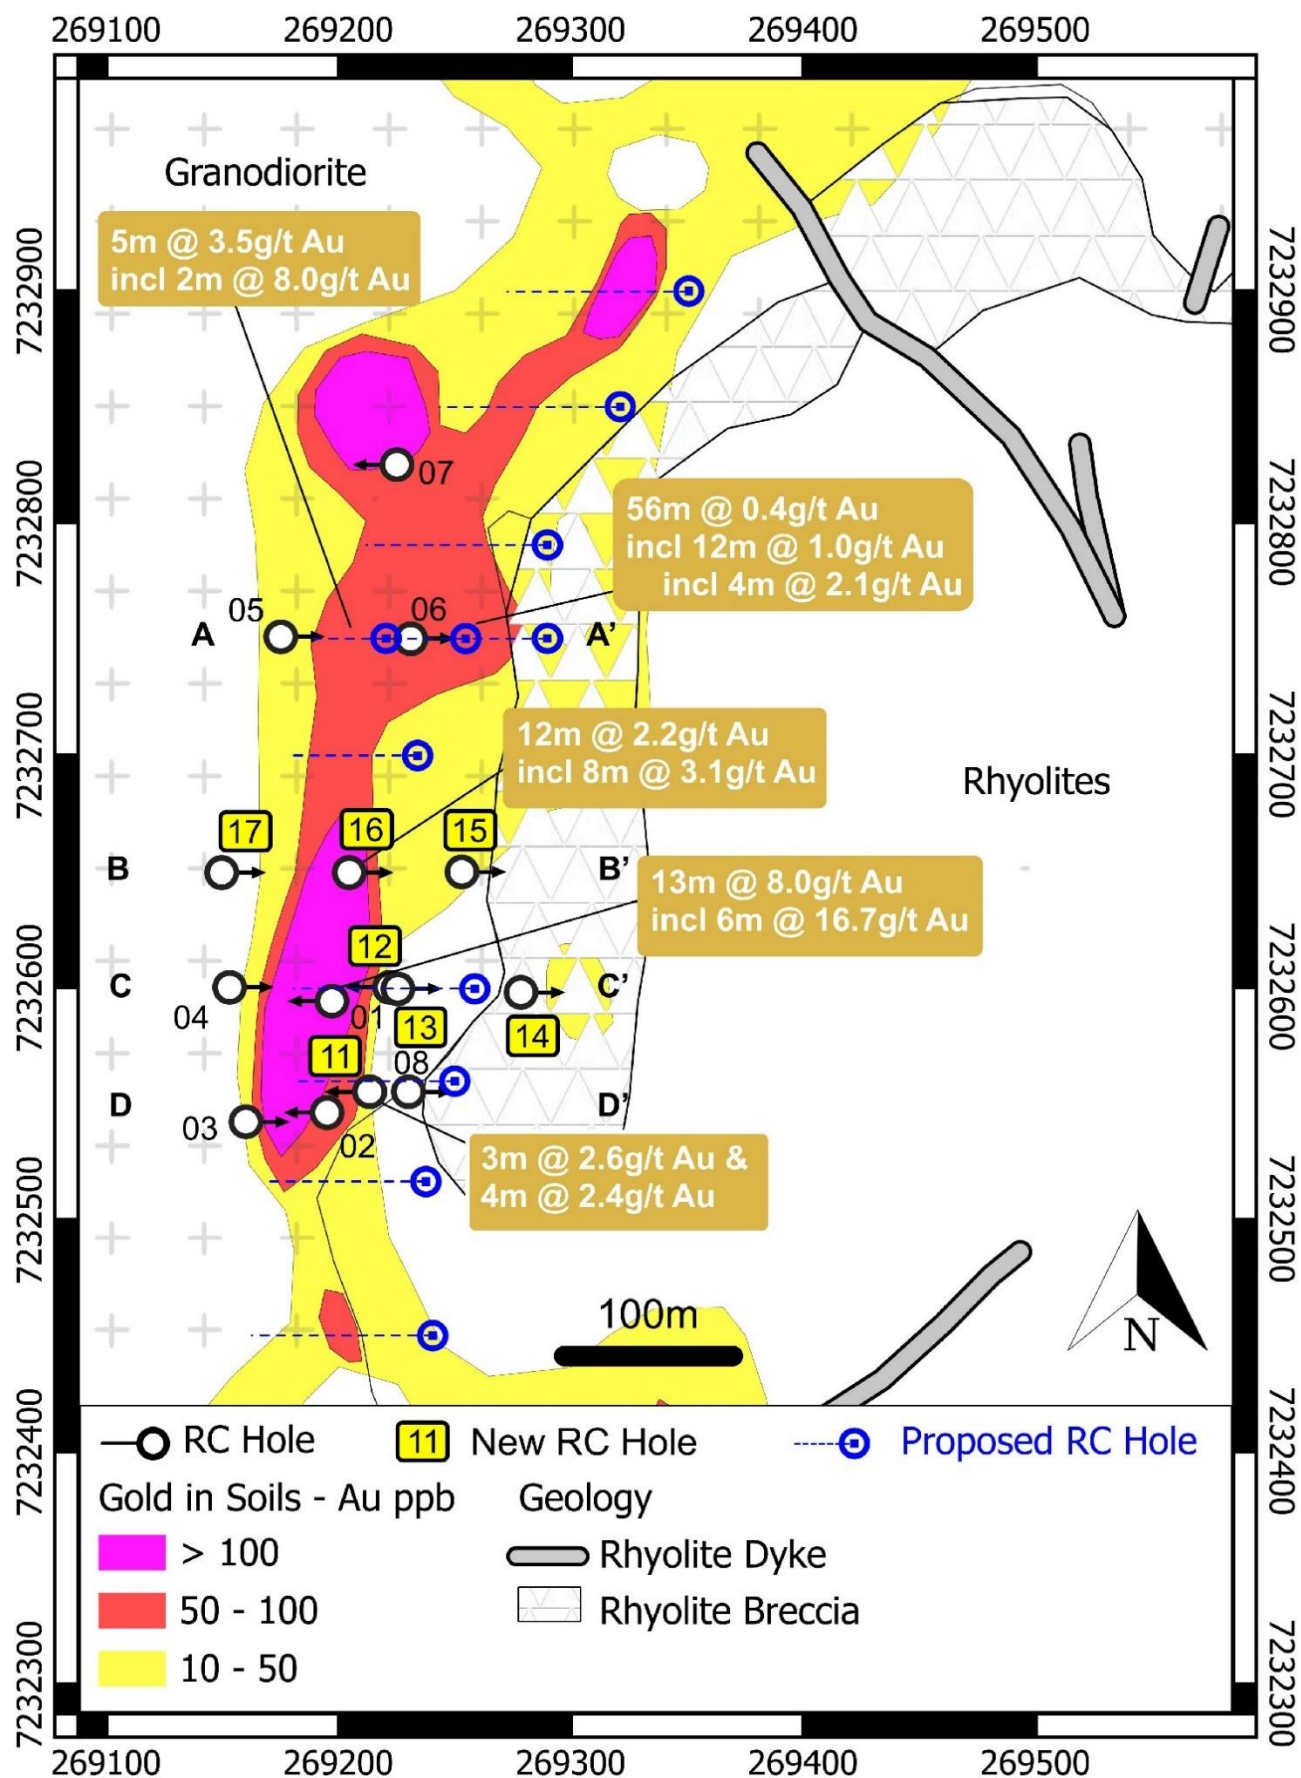 269100 269200 269300 269400 269500
Granodiorite
5m @ 3.5g/t Au
incl 2m @ 8.0g/t Au
7232900
7232900
07
56m @ 0.4g/t Au
incl 12m @ 1.0g/t Au
incl 4m @ 2.1g/t Au
7232800
7232800
05
06
A
A'
12m @ 2.2g/t Au
incl 8m @ 3.1g/t Au
7232700
7232700
Rhyolites
17
16
15
B
B'
13m @ 8.0g/t Au
incl 6m @ 16.7g/t Au
12
7232600
7232600
C
C'
04
01
13
14
11
08
D
D'
03
02
3m @ 2.6g/t Au &
4m @ 2.4g/t Au
7232500
7232500
100m
N
7232400
7232400
RC Hole
11 New RC Hole
Proposed RC Hole
Gold in Soils - Au ppb
Geology
> 100
Rhyolite Dyke
50 - 100
Rhyolite Breccia
10 - 50
7232300
7232300
269100 269200 269300 269400 269500